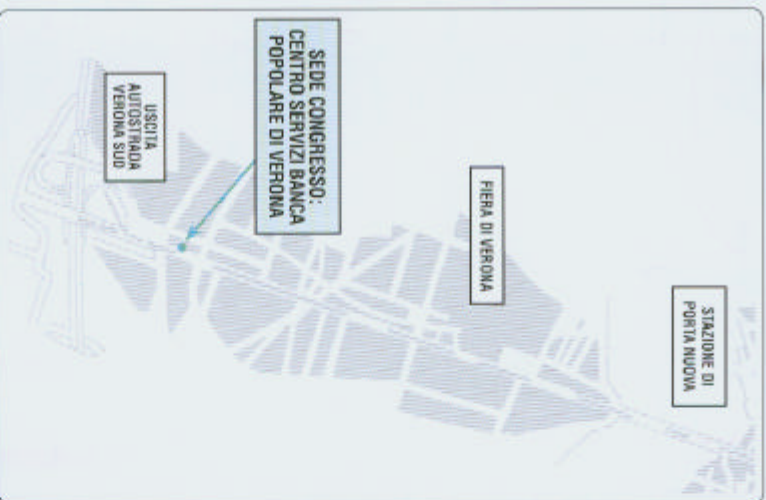 STAZIONE DI
PORTA NUOVA
FIERA DI VERONA
SEDE CONGRESSO:
CENTRO SERVIZI BANCA
POPOLARE DI VERONA
USCITA
AUTOSTRADA
VERONA SUD